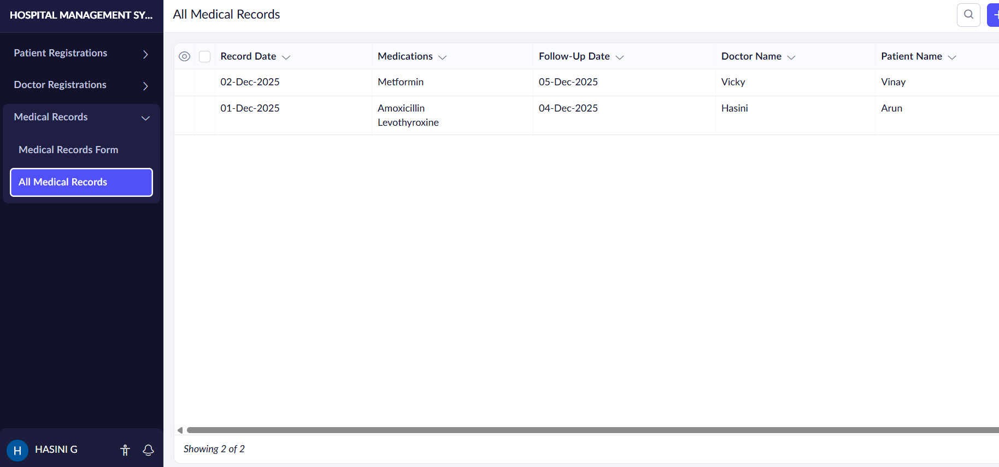 HOSPITAL MANAGEMENT SY...
Patient Registrations
Doctor Registrations
Medical Records
Medical Records Form
All Medical Records
H HASINI G
All Medical Records
Record Date Medications Follow-Up Date Doctor Name Patient Name
02-Dec-2025 Metformin 05-Dec-2025 Vicky Vinay
01-Dec-2025 Amoxicillin 04-Dec-2025 Hasini Arun
Levothyroxine
Showing 2 of 2